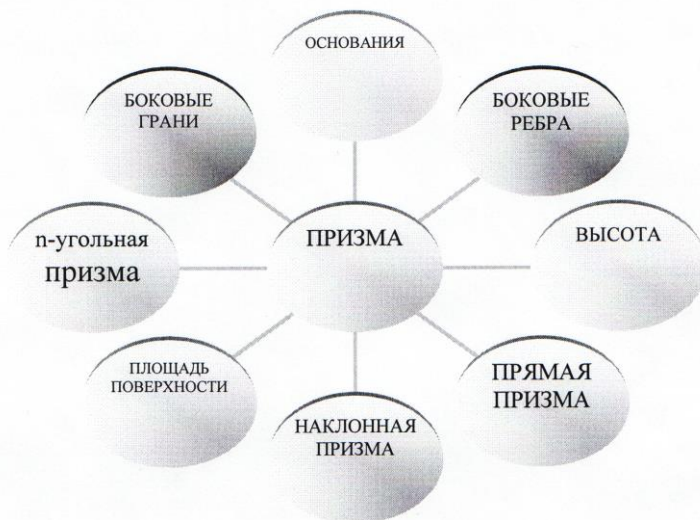 ОСНОВАНИЯ
БОКОВЫЕ
ГРАНИ
БОКОВЫЕ
РЕБРА
n-угольная
призма
ПРИЗМА
ВЫСОТА
ПЛОЩАДЬ
ПОВЕРХНОСТИ
ПРЯМАЯ
ПРИЗМА
НАКЛОННАЯ
ПРИЗМА